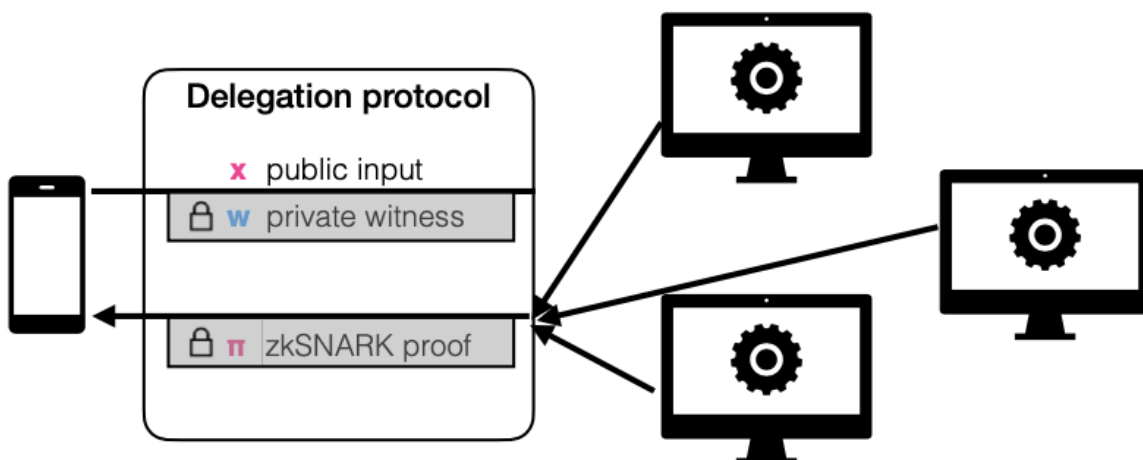 Delegation protocol
x public input
w private witness
π zkSNARK proof